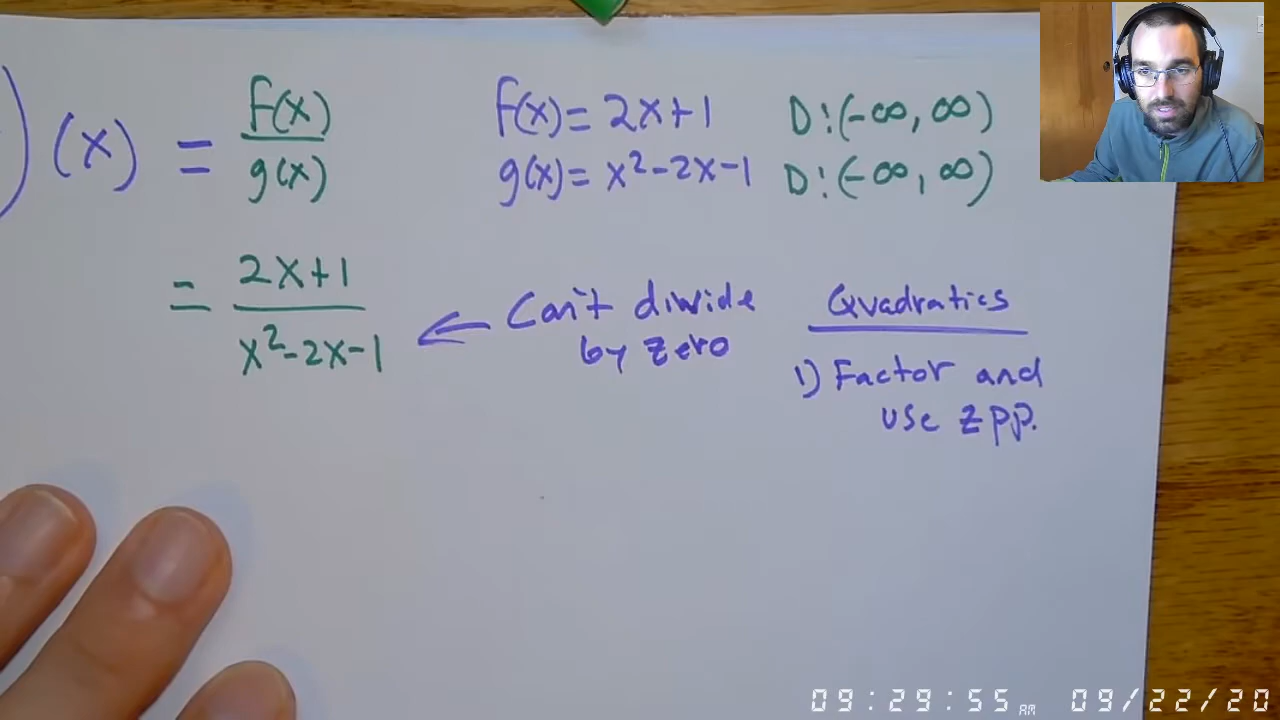 ) (x) = f(x)/g(x)
f(x) = 2x+1 D:(-∞, ∞)
g(x) = x²-2x-1 D:(-∞, ∞)
= 2x+1/x²-2x-1
← Can't divide
by zero
Quadratics
1) Factor and
use zpp.
09:29:55 AM 09/22/20